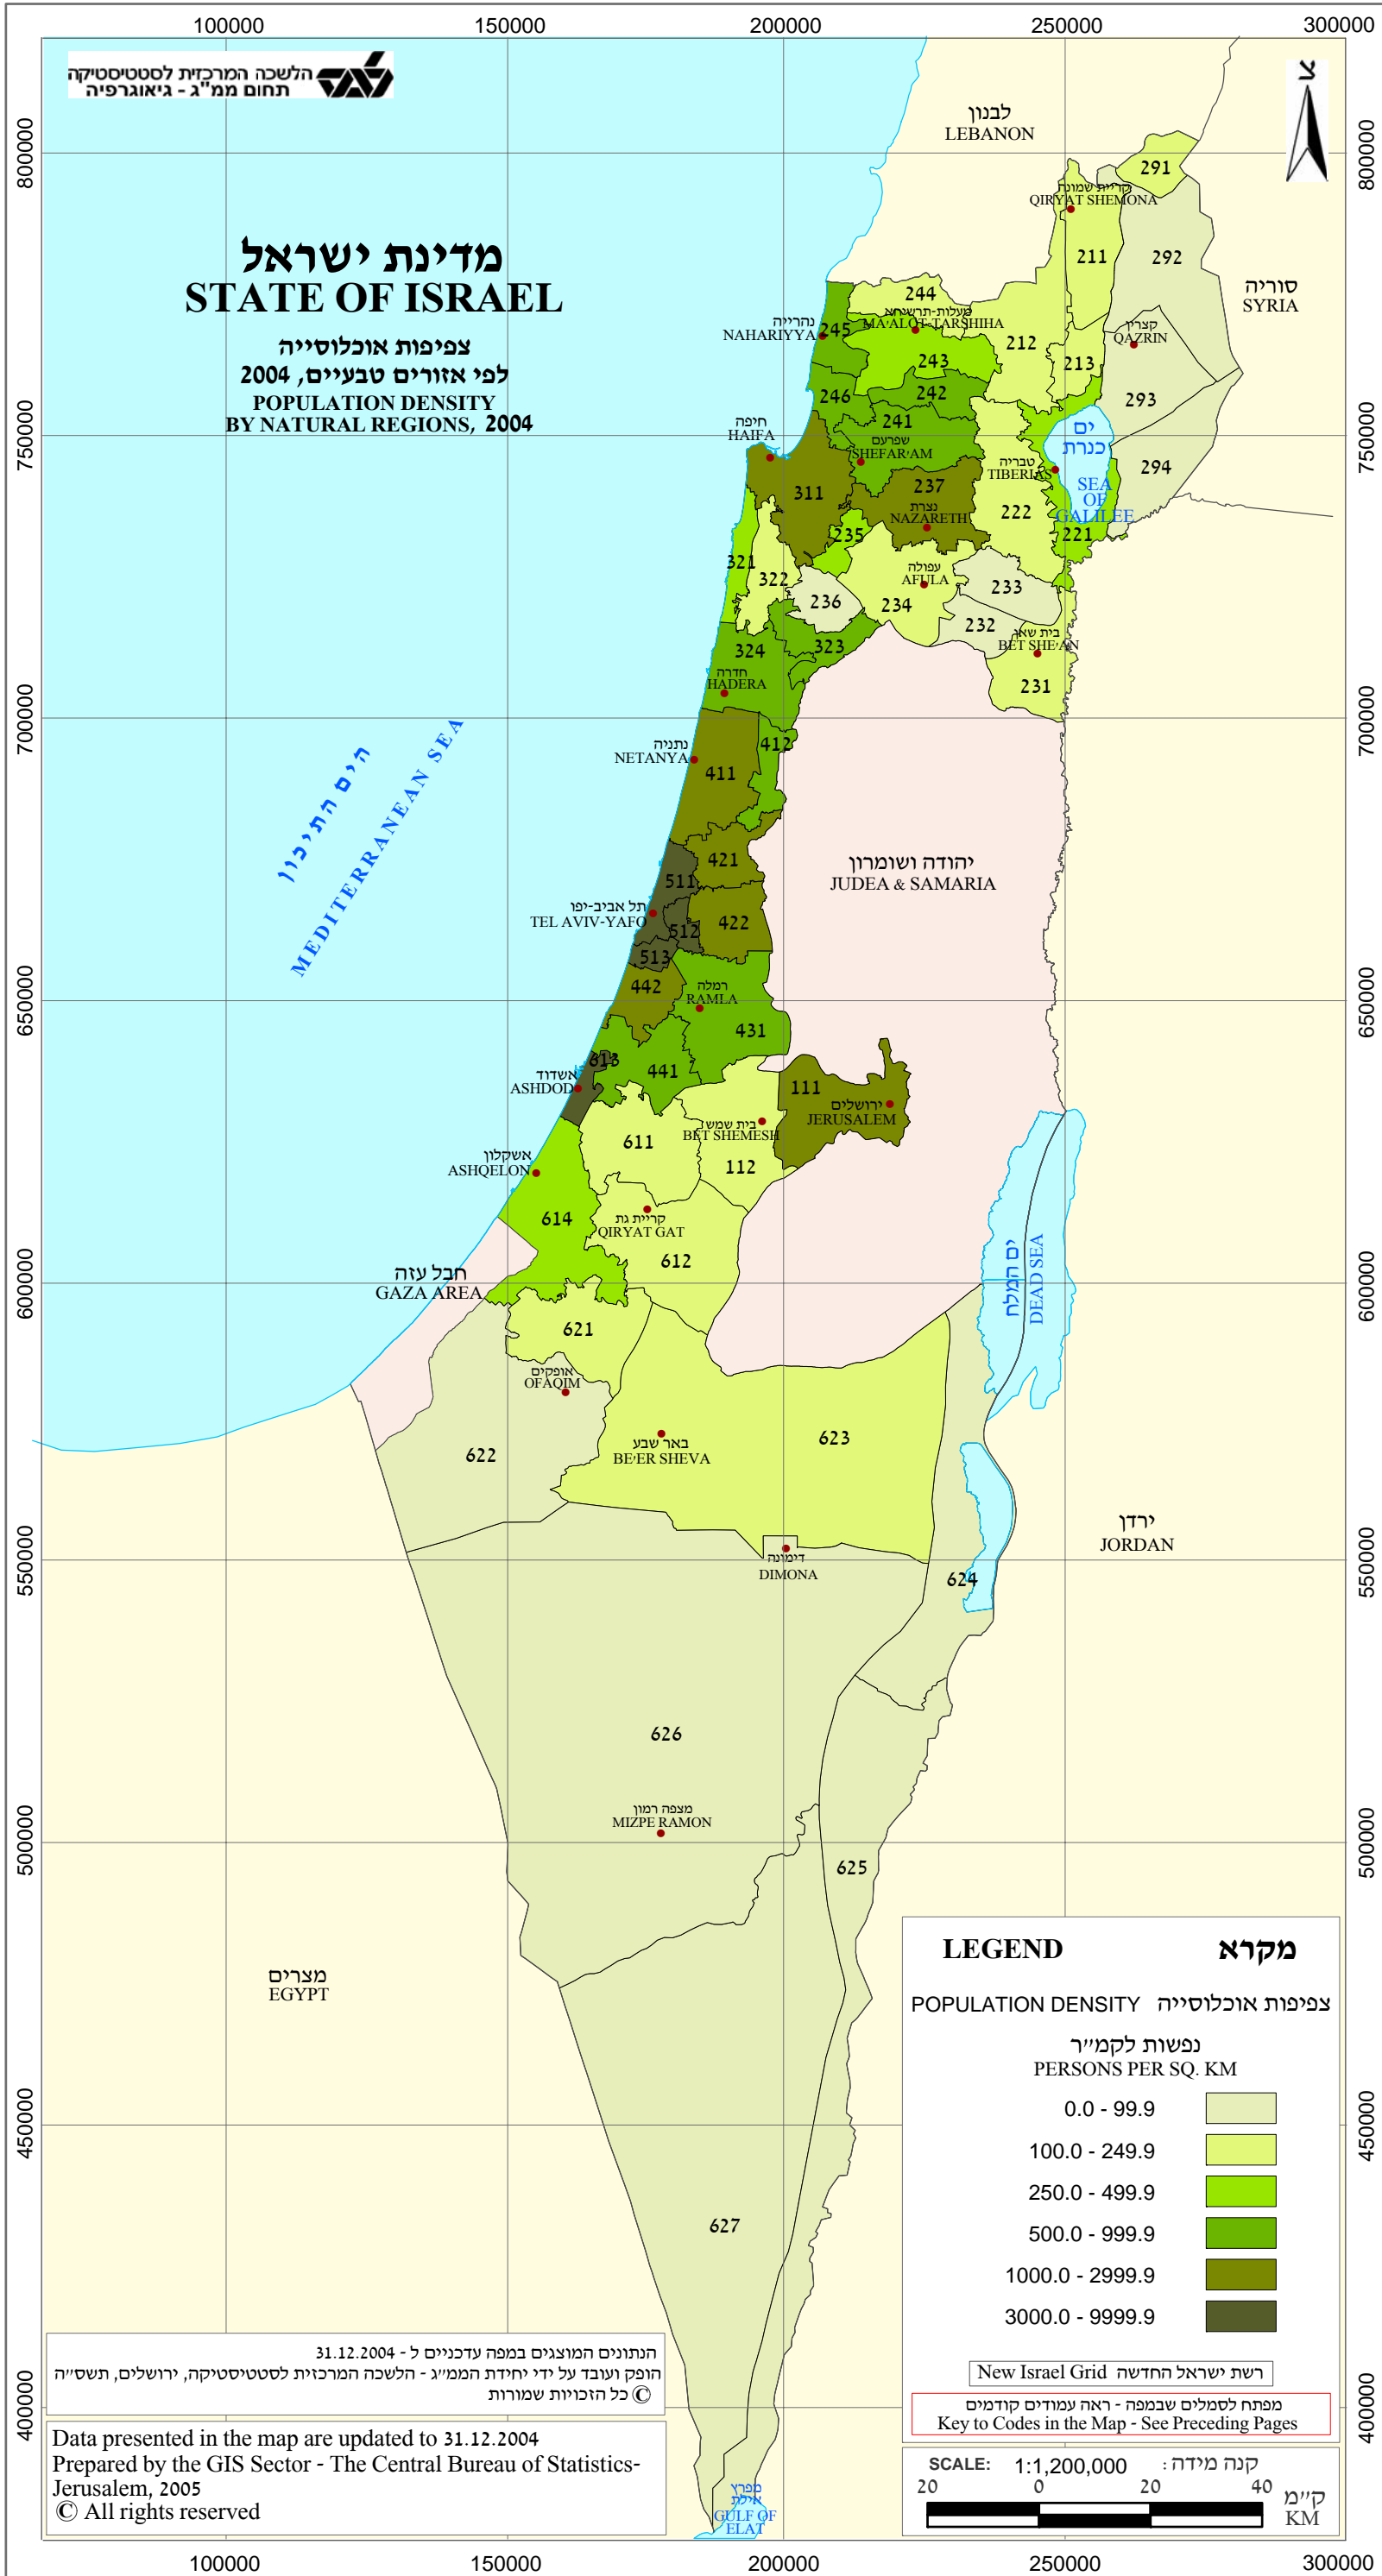 100000 150000 200000 250000 300000
הלשכה המרכזית לסטטיסטיקה
תחום ממ"ג - גיאוגרפיה
צ
לבנון
LEBANON
800000
800000
291
קריית שמונה
QIRYAT SHEMONA
211
292
מדינת ישראל
STATE OF ISRAEL
סוריה
SYRIA
244
נהרייה
NAHARIYYA
245
מעלות-תרשיחא
MA'ALOT-TARSHIHA
קצרין
QAZRIN
212
213
243
צפיפות אוכלוסייה
לפי אזורים טבעיים, 2004
POPULATION DENSITY
BY NATURAL REGIONS, 2004
246
242
293
241
חיפה
HAIFA
750000
750000
שפרעם
SHEFAR'AM
ים
כנרת
SEA
OF
GALILEE
טבריה
TIBERIAS
294
311
237
נצרת
NAZARETH
222
235
221
321
322
עפולה
AFULA
233
236
234
232
בית שאן
BET SHE'AN
323
324
חדרה
HADERA
231
700000
700000
נתניה
NETANYA
412
411
הים התיכון
MEDITERRANEAN SEA
421
יהודה ושומרון
JUDEA & SAMARIA
511
תל אביב-יפו
TEL AVIV-YAFO
422
512
513
442
רמלה
RAMLA
650000
650000
431
613
441
אשדוד
ASHDOD
111
ירושלים
JERUSALEM
בית שמש
BET SHEMESH
611
112
אשקלון
ASHQELON
614
קריית גת
QIRYAT GAT
612
ים המלח
DEAD SEA
חבל עזה
GAZA AREA
600000
600000
621
אופקים
OFAQIM
622
באר שבע
BE'ER SHEVA
623
ירדן
JORDAN
550000
550000
דימונה
DIMONA
624
626
מצפה רמון
MIZPE RAMON
500000
500000
625
מצרים
EGYPT
LEGEND מקרא
POPULATION DENSITY צפיפות אוכלוסייה
נפשות לקמ"ר
PERSONS PER SQ. KM
0.0 - 99.9
100.0 - 249.9
250.0 - 499.9
500.0 - 999.9
1000.0 - 2999.9
3000.0 - 9999.9
450000
450000
627
New Israel Grid רשת ישראל החדשה
מפתח לסמלים שבמפה - ראה עמודים קודמים
Key to Codes in the Map - See Preceding Pages
400000
400000
הנתונים המוצגים במפה עדכניים ל - 31.12.2004
הופק ועובד על ידי יחידת הממ"ג - הלשכה המרכזית לסטטיסטיקה, ירושלים, תשס"ה
© כל הזכויות שמורות
Data presented in the map are updated to 31.12.2004
Prepared by the GIS Sector - The Central Bureau of Statistics-
Jerusalem, 2005
© All rights reserved
מפרץ
אילת
GULF OF
ELAT
SCALE: 1:1,200,000 קנה מידה:
20 0 20 40
ק"מ
KM
100000 150000 200000 250000 300000